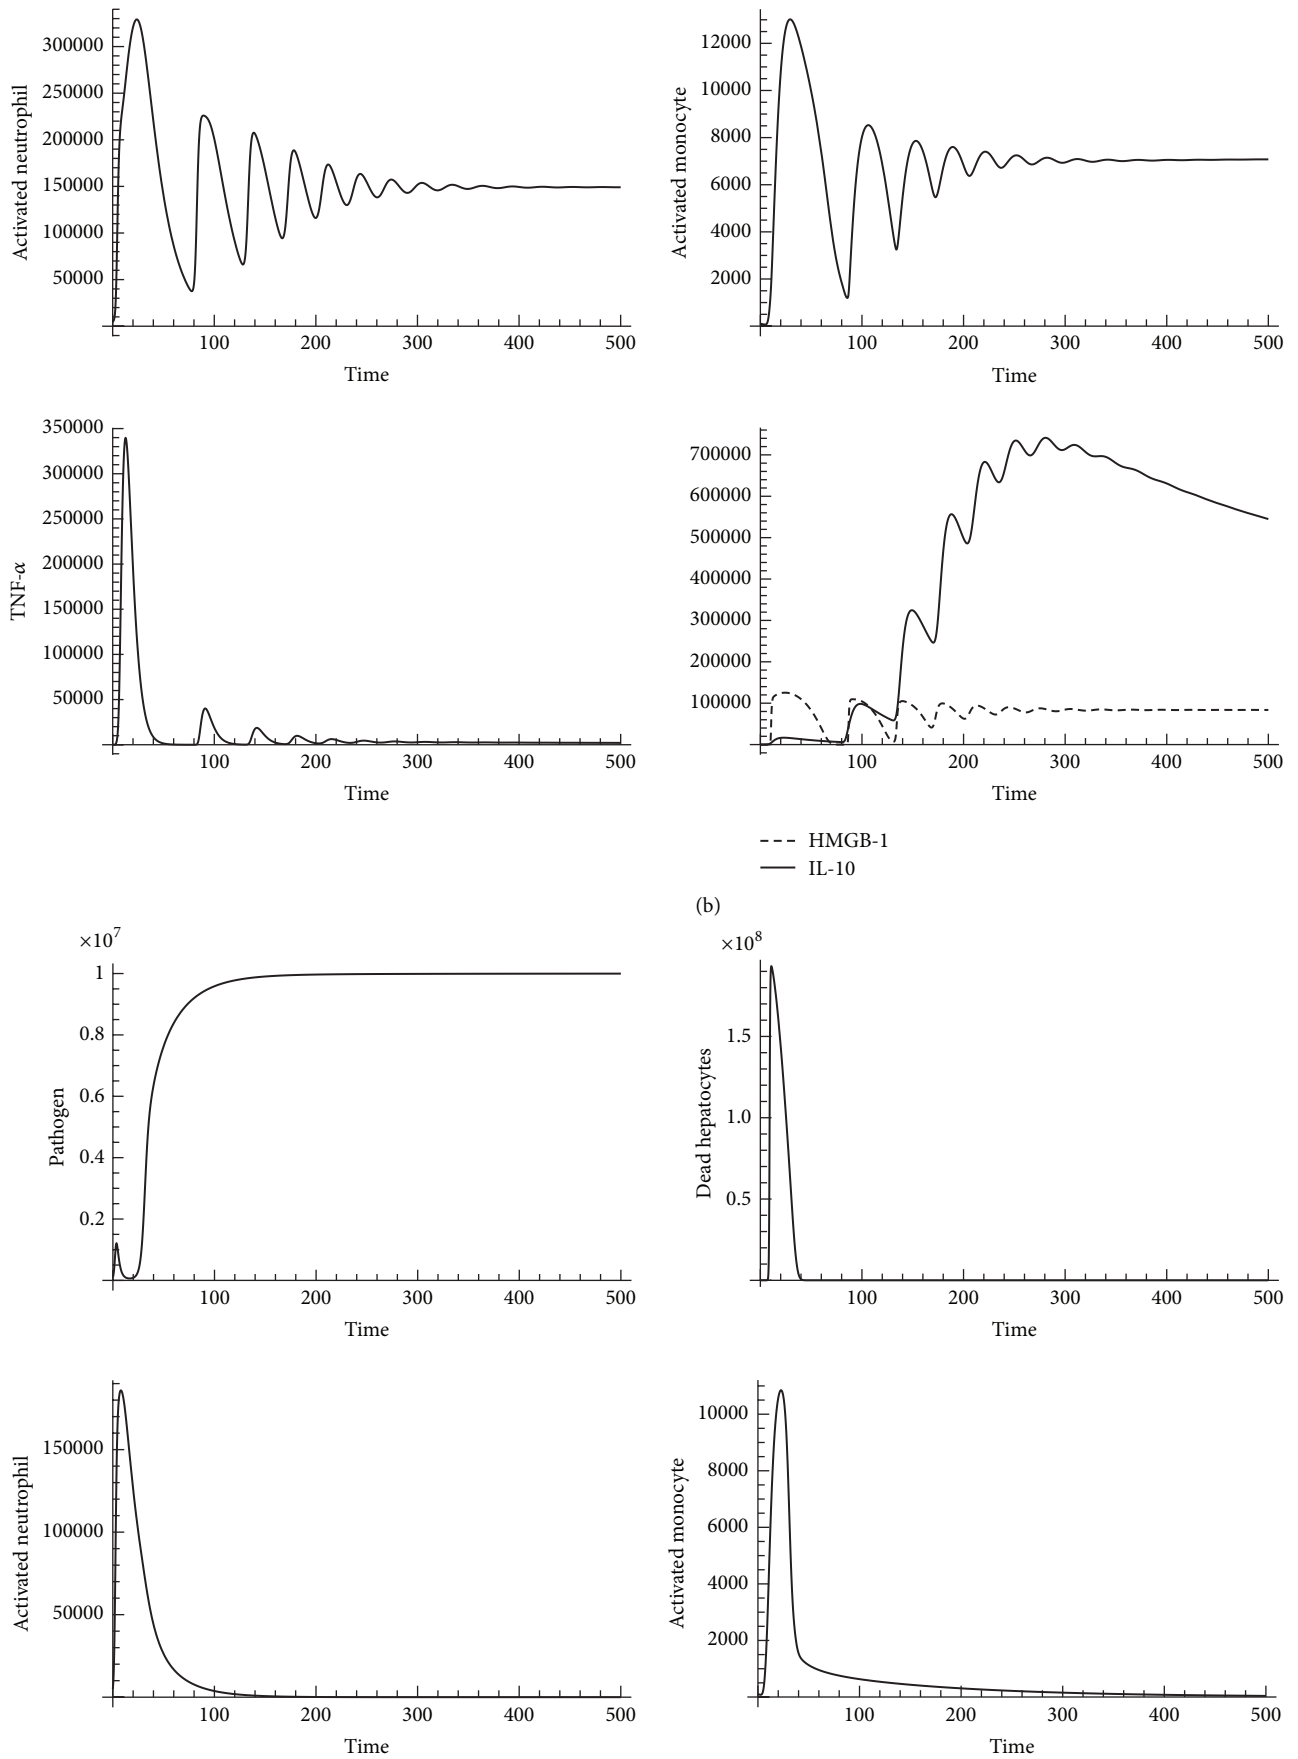 Activated neutrophil
300000
250000
200000
150000
100000
50000
100 200 300 400 500
Time
Activated monocyte
12000
10000
8000
6000
4000
2000
100 200 300 400 500
Time
TNF-α
350000
300000
250000
200000
150000
100000
50000
100 200 300 400 500
Time
700000
600000
500000
400000
300000
200000
100000
100 200 300 400 500
Time
HMGB-1
IL-10
(b)
×10⁷
Pathogen
1
0.8
0.6
0.4
0.2
100 200 300 400 500
Time
×10⁸
Dead hepatocytes
1.5
1.0
0.5
100 200 300 400 500
Time
Activated neutrophil
150000
100000
50000
100 200 300 400 500
Time
Activated monocyte
10000
8000
6000
4000
2000
100 200 300 400 500
Time